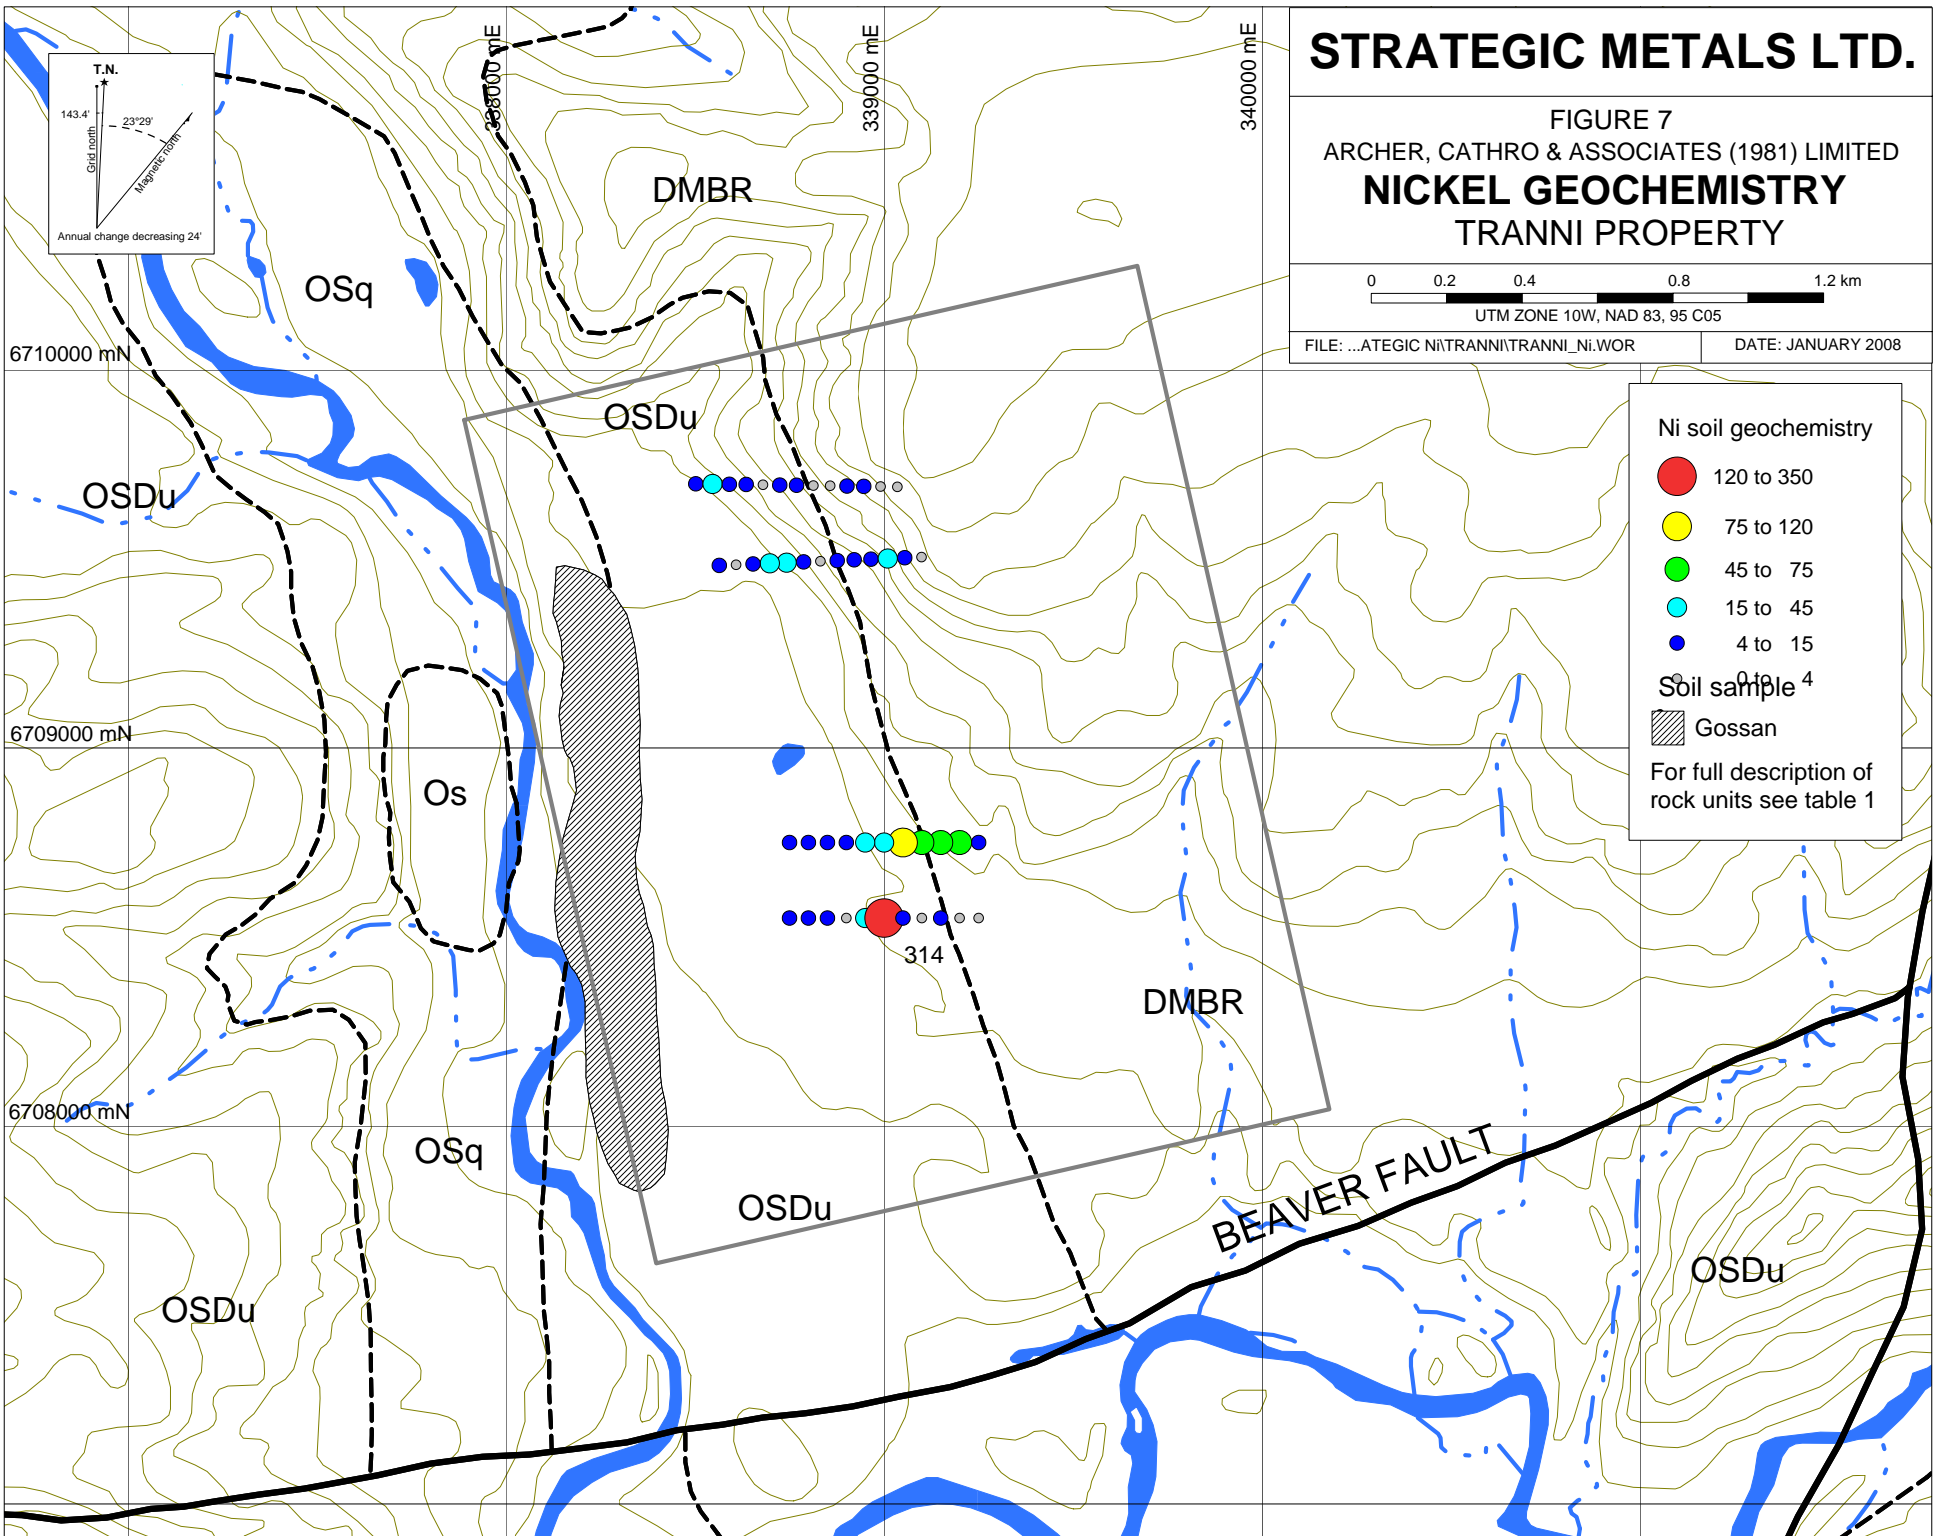 STRATEGIC METALS LTD.
FIGURE 7
ARCHER, CATHRO & ASSOCIATES (1981) LIMITED
NICKEL GEOCHEMISTRY
TRANNI PROPERTY
0 0.2 0.4 0.8 1.2 km
UTM ZONE 10W, NAD 83, 95 C05
FILE: ...ATEGIC Ni\TRANNI\TRANNI_Ni.WOR
DATE: JANUARY 2008
T.N.
143.4'
23°29'
Grid north
Magnetic north
Annual change decreasing 24'
338000 mE
339000 mE
340000 mE
6710000 mN
6709000 mN
6708000 mN
DMBR
OSq
OSDu
OSDu
Os
314
DMBR
OSq
OSDu
BEAVER FAULT
OSDu
OSDu
Ni soil geochemistry
120 to 350
75 to 120
45 to 75
15 to 45
4 to 15
0 to 4
Soil sample
Gossan
For full description of
rock units see table 1